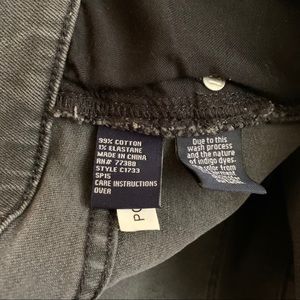 99% COTTON
1% ELASTANE
MADE IN CHINA
RN# 77388
STYLE C1733
SP15
CARE INSTRUCTIONS
OVER
PO
Due to this
wash process
and the nature
of indigo dyes,
color from